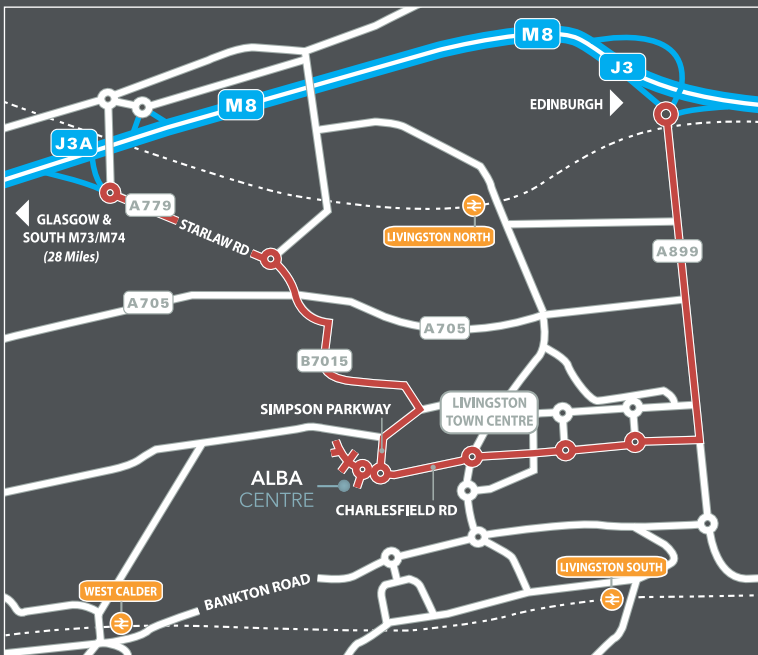 M8
J3
EDINBURGH
M8
J3A
A779
GLASGOW &
SOUTH M73/M74
(28 Miles)
STARLAW RD
LIVINGSTON NORTH
A899
A705
A705
B7015
SIMPSON PARKWAY
LIVINGSTON
TOWN CENTRE
ALBA
CENTRE
CHARLESFIELD RD
LIVINGSTON SOUTH
WEST CALDER
BANKTON ROAD